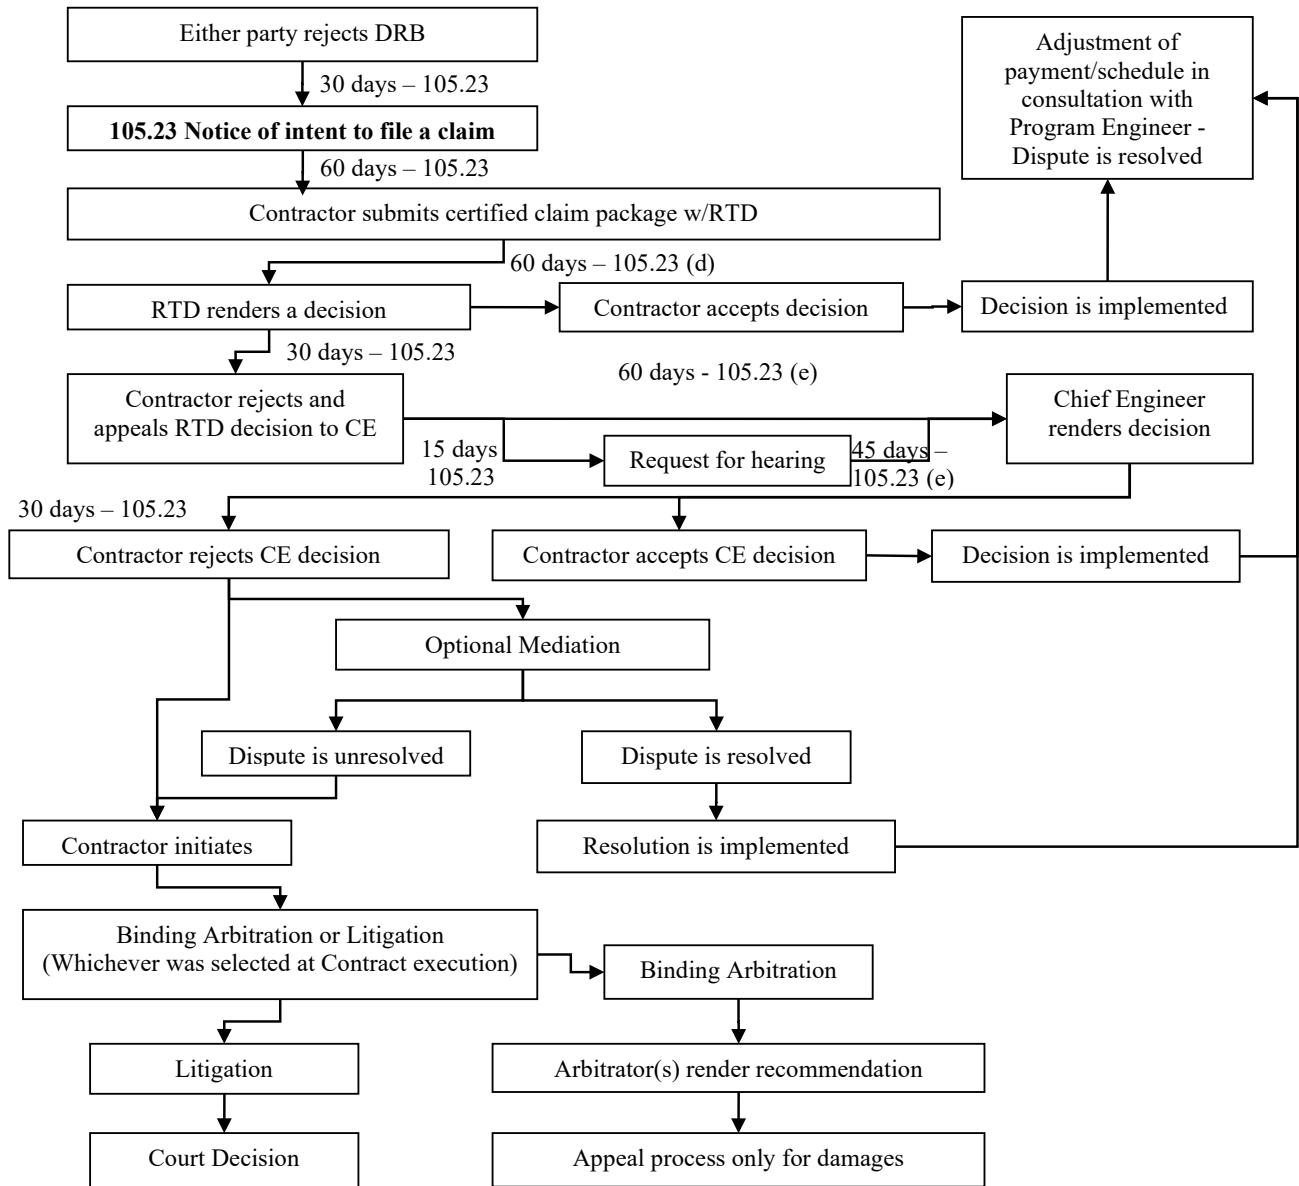 Either party rejects DRB
Adjustment of
payment/schedule in
consultation with
Program Engineer -
Dispute is resolved
30 days – 105.23
105.23 Notice of intent to file a claim
60 days – 105.23
Contractor submits certified claim package w/RTD
60 days – 105.23 (d)
RTD renders a decision
Contractor accepts decision
Decision is implemented
30 days – 105.23
60 days - 105.23 (e)
Contractor rejects and
appeals RTD decision to CE
Chief Engineer
renders decision
15 days
105.23
Request for hearing
45 days –
105.23 (e)
30 days – 105.23
Contractor rejects CE decision
Contractor accepts CE decision
Decision is implemented
Optional Mediation
Dispute is unresolved
Dispute is resolved
Contractor initiates
Resolution is implemented
Binding Arbitration or Litigation
(Whichever was selected at Contract execution)
Binding Arbitration
Litigation
Arbitrator(s) render recommendation
Court Decision
Appeal process only for damages